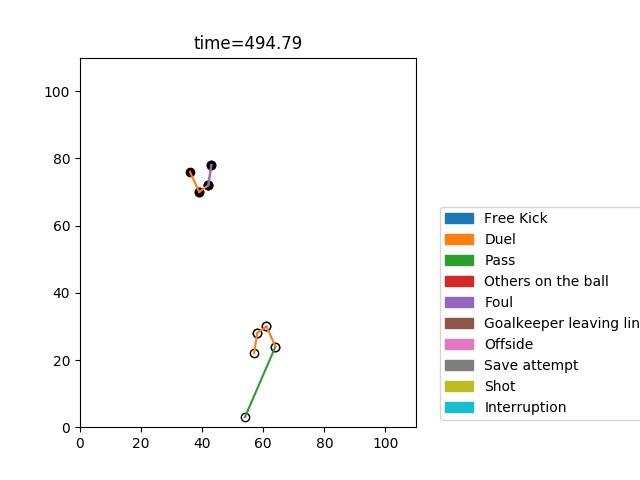 time=494.79
100
80
60
40
20
0
0 20 40 60 80 100
Free Kick
Duel
Pass
Others on the ball
Foul
Goalkeeper leaving lin
Offside
Save attempt
Shot
Interruption